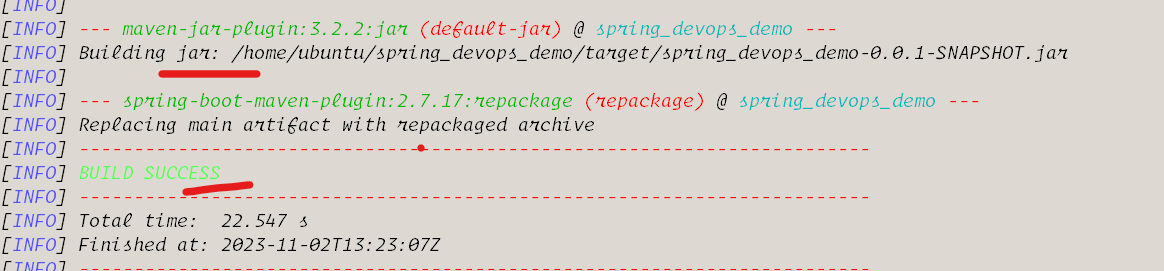 [INFO]
[INFO] --- maven-jar-plugin:3.2.2:jar (default-jar) @ spring_devops_demo ---
[INFO] Building jar: /home/ubuntu/spring_devops_demo/target/spring_devops_demo-0.0.1-SNAPSHOT.jar
[INFO]
[INFO] --- spring-boot-maven-plugin:2.7.17:repackage (repackage) @ spring_devops_demo ---
[INFO] Replacing main artifact with repackaged archive
[INFO] ------------------------------------------------------------------------
[INFO] BUILD SUCCESS
[INFO] ------------------------------------------------------------------------
[INFO] Total time:  22.547 s
[INFO] Finished at: 2023-11-02T13:23:07Z
[INFO] ------------------------------------------------------------------------